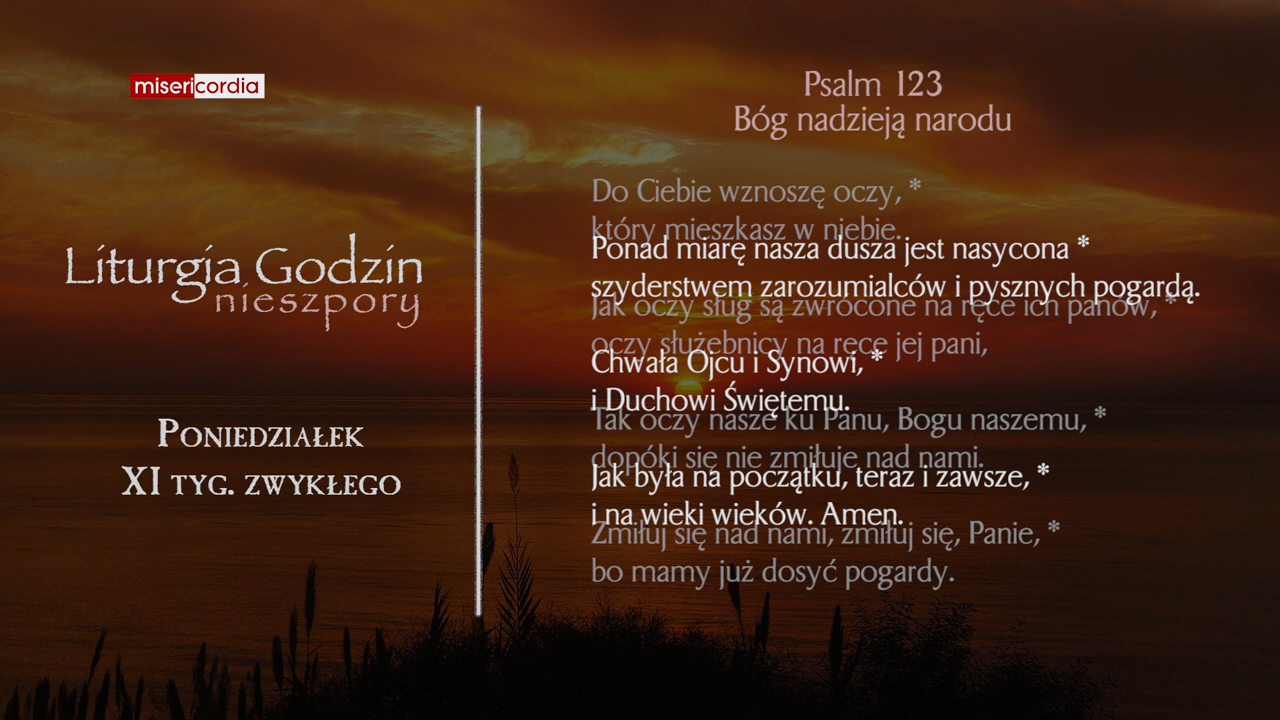 misericordia
Liturgia Godzin
nieszpory
Poniedziałek
XI tyg. zwykłego
Psalm 123
Bóg nadzieją narodu
Do Ciebie wznoszę oczy, *
który mieszkasz w niebie.
Ponad miarę nasza dusza jest nasycona *
szyderstwem zarozumialców i pysznych pogardą.
Jak oczy sług są zwrócone na ręce ich panów, *
oczy służebnicy na ręce jej pani,
Chwała Ojcu i Synowi, *
i Duchowi Świętemu.
Tak oczy nasze ku Panu, Bogu naszemu, *
dopóki się nie zmiłuje nad nami.
Jak była na początku, teraz i zawsze, *
i na wieki wieków. Amen.
Zmiłuj się nad nami, zmiłuj się, Panie, *
bo mamy już dosyć pogardy.